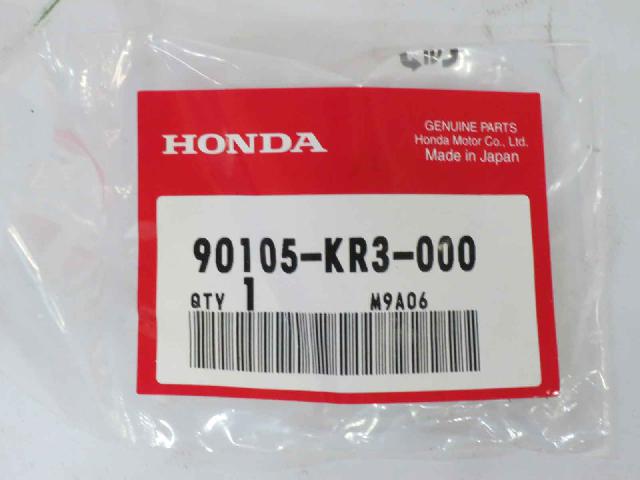 HONDA
GENUINE PARTS
Honda Motor Co., Ltd.
Made in Japan
90105-KR3-000
QTY 1 M9A06